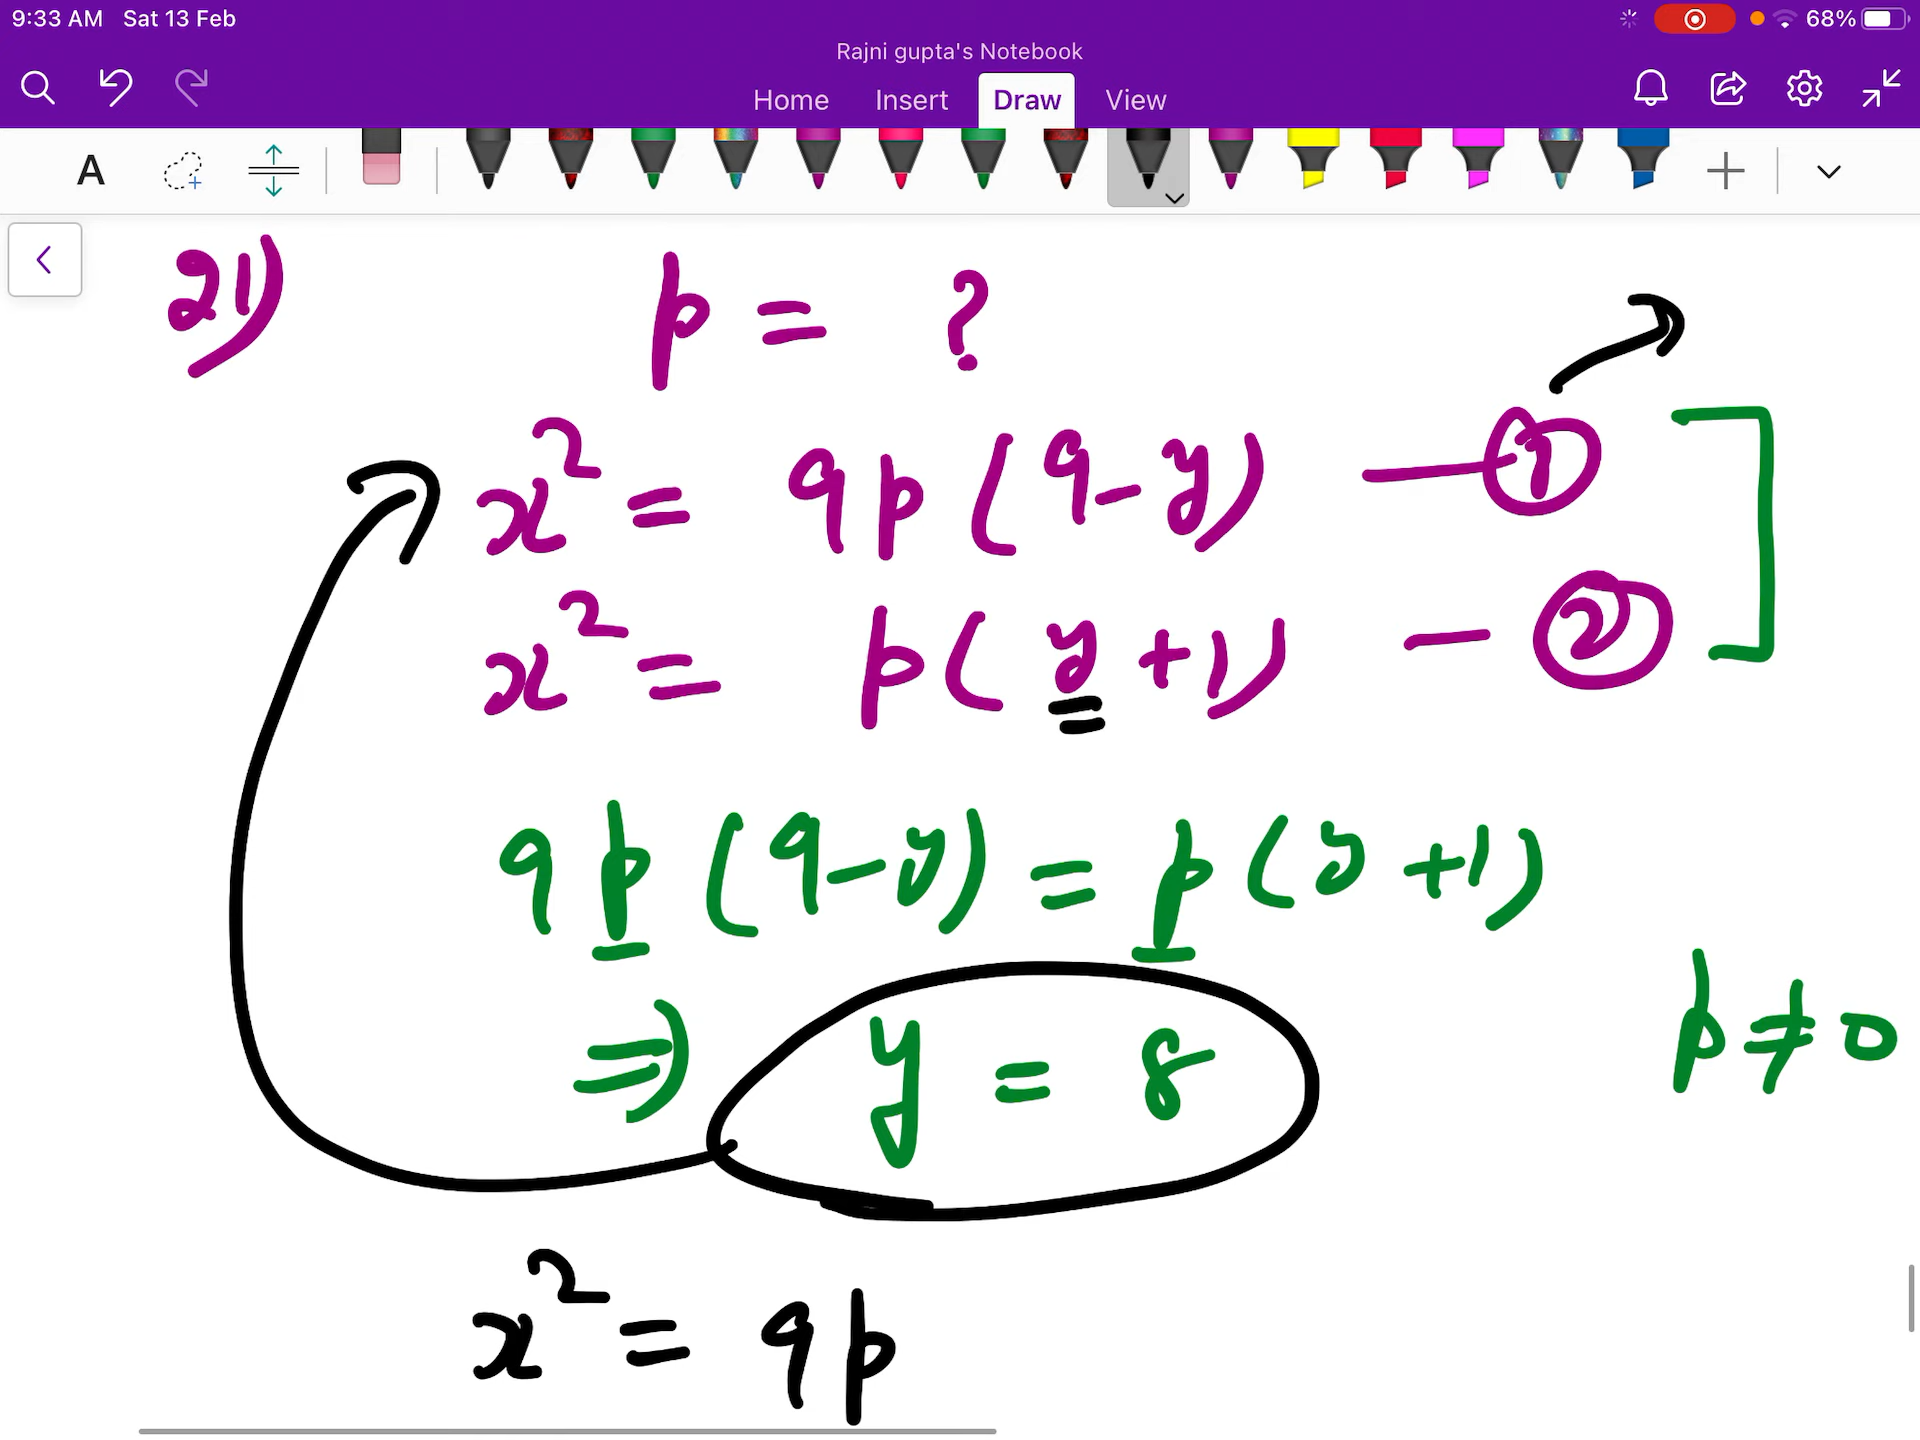 9:33 AM Sat 13 Feb 68%
Rajni gupta's Notebook
Home Insert Draw View
A
21) p = ?
x² = 9p(9-y) — ①
x² = p(y+1) — ②
9p(9-y) = p(y+1)
p≠0
⇒) y = 8
x² = 9p